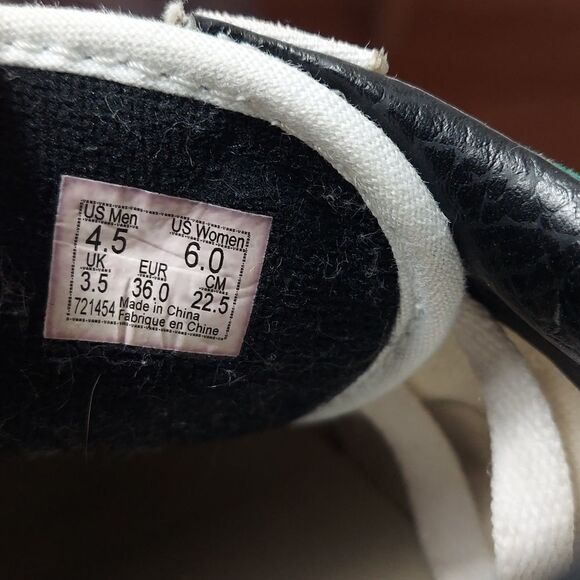 US Men US Women
4.5 6.0
UK EUR CM
3.5 36.0 22.5
721454 Made in China
Fabrique en Chine